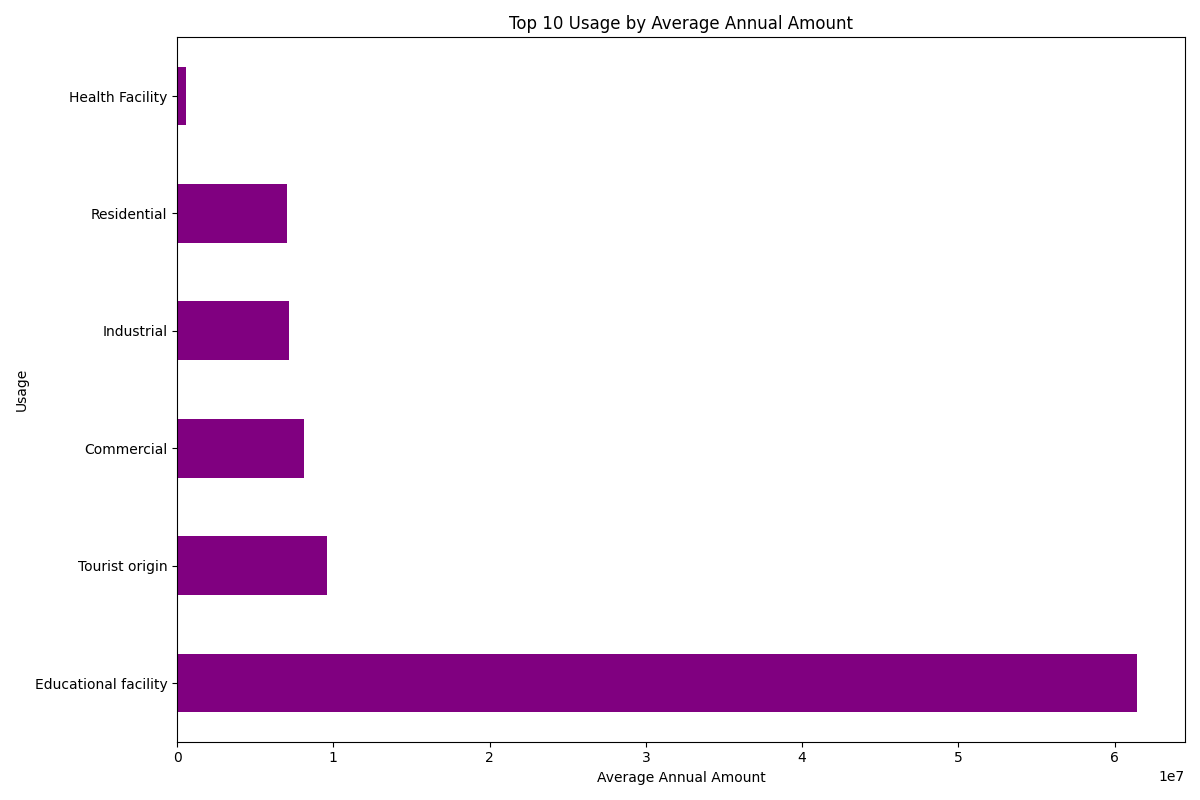 Top 10 Usage by Average Annual Amount
Health Facility
Residential
Industrial
Commercial
Tourist origin
Educational facility
Usage
0 1 2 3 4 5 6
1e7
Average Annual Amount